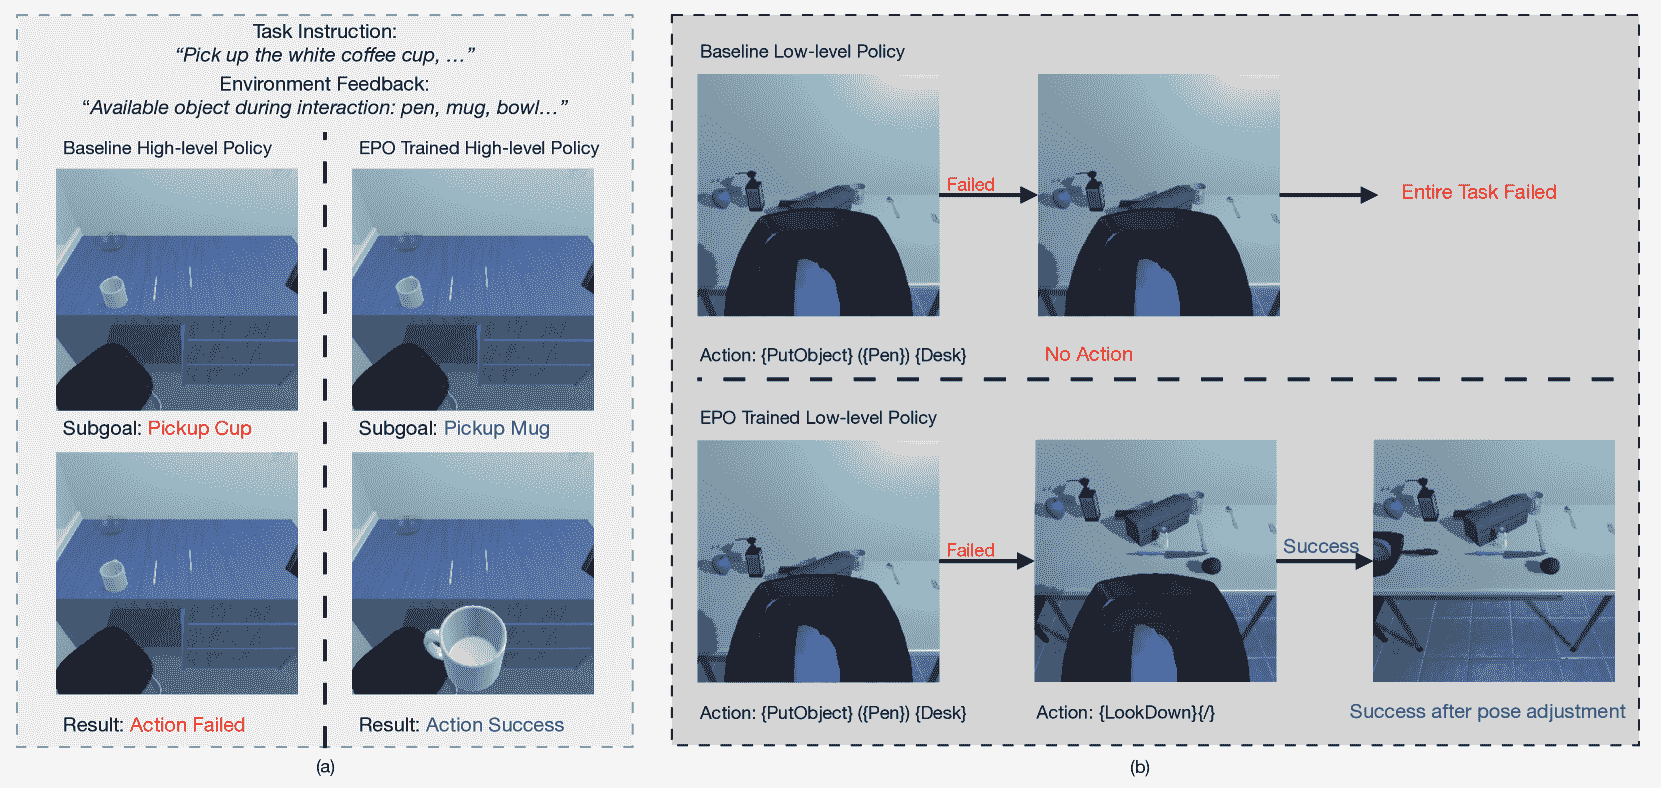 Task Instruction:
“Pick up the white coffee cup, …”
Environment Feedback:
“Available object during interaction: pen, mug, bowl…”
Baseline High-level Policy
EPO Trained High-level Policy
Subgoal: Pickup Cup
Subgoal: Pickup Mug
Result: Action Failed
Result: Action Success
(a)
Baseline Low-level Policy
Failed
Entire Task Failed
Action: {PutObject} ({Pen}) {Desk}
No Action
EPO Trained Low-level Policy
Failed
Success
Action: {PutObject} ({Pen}) {Desk}
Action: {LookDown}{/}
Success after pose adjustment
(b)